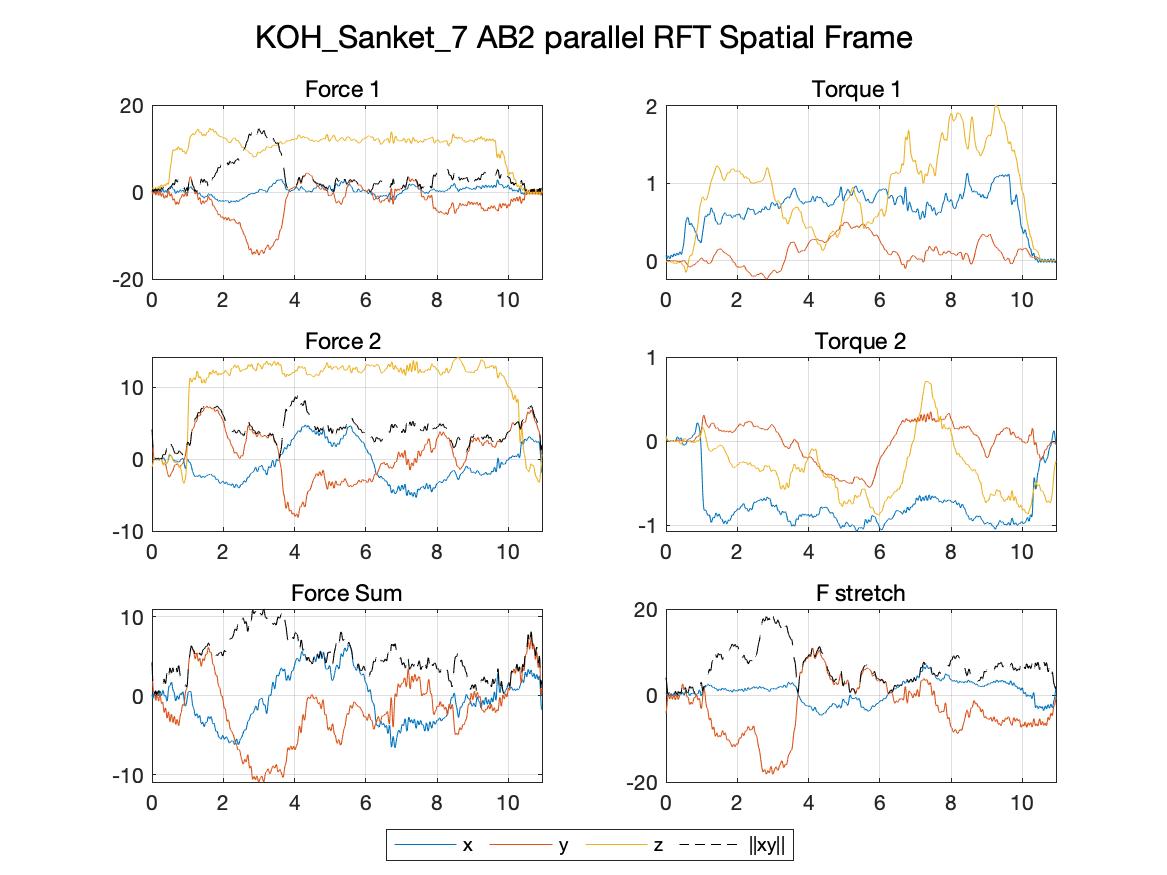 KOH_Sanket_7 AB2 parallel RFT Spatial Frame
Force 1
20
0
-20
0 2 4 6 8 10
Torque 1
2
1
0
0 2 4 6 8 10
Force 2
10
0
-10
0 2 4 6 8 10
Torque 2
1
0
-1
0 2 4 6 8 10
Force Sum
10
0
-10
0 2 4 6 8 10
F stretch
20
0
-20
0 2 4 6 8 10
x y z ||xy||